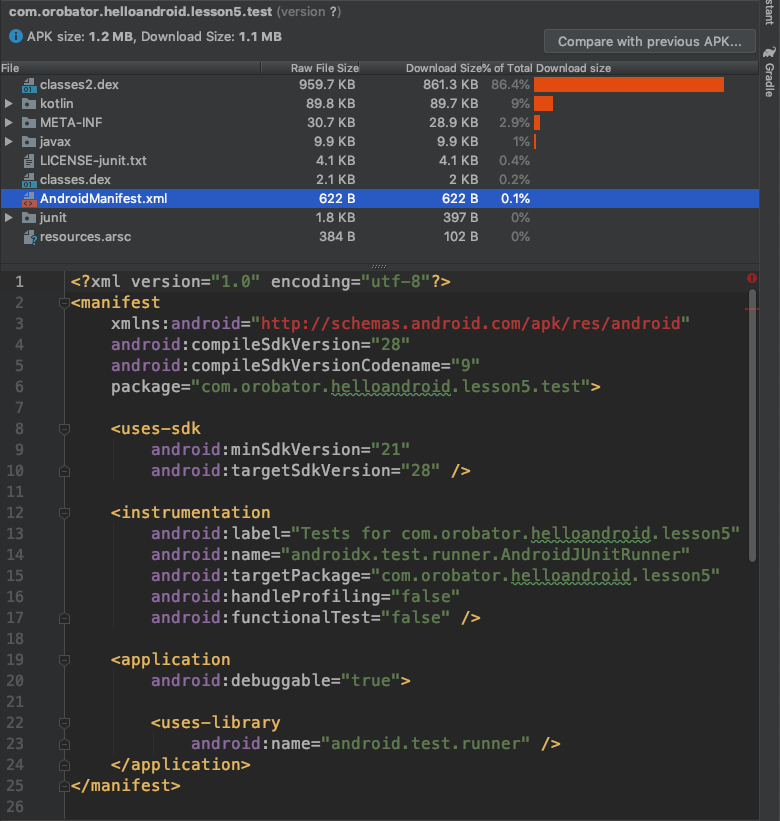 com.orobator.helloandroid.lesson5.test (version ?)
APK size: 1.2 MB, Download Size: 1.1 MB
Compare with previous APK...
File Raw File Size Download Size % of Total Download size
classes2.dex 959.7 KB 861.3 KB 86.4%
kotlin 89.8 KB 89.7 KB 9%
META-INF 30.7 KB 28.9 KB 2.9%
javax 9.9 KB 9.9 KB 1%
LICENSE-junit.txt 4.1 KB 4.1 KB 0.4%
classes.dex 2.1 KB 2 KB 0.2%
AndroidManifest.xml 622 B 622 B 0.1%
junit 1.8 KB 397 B 0%
resources.arsc 384 B 102 B 0%
1 <?xml version="1.0" encoding="utf-8"?>
2 <manifest
3 xmlns:android="http://schemas.android.com/apk/res/android"
4 android:compileSdkVersion="28"
5 android:compileSdkVersionCodename="9"
6 package="com.orobator.helloandroid.lesson5.test">
7
8 <uses-sdk
9 android:minSdkVersion="21"
10 android:targetSdkVersion="28" />
11
12 <instrumentation
13 android:label="Tests for com.orobator.helloandroid.lesson5"
14 android:name="androidx.test.runner.AndroidJUnitRunner"
15 android:targetPackage="com.orobator.helloandroid.lesson5"
16 android:handleProfiling="false"
17 android:functionalTest="false" />
18
19 <application
20 android:debuggable="true">
21
22 <uses-library
23 android:name="android.test.runner" />
24 </application>
25 </manifest>
26
Gradle